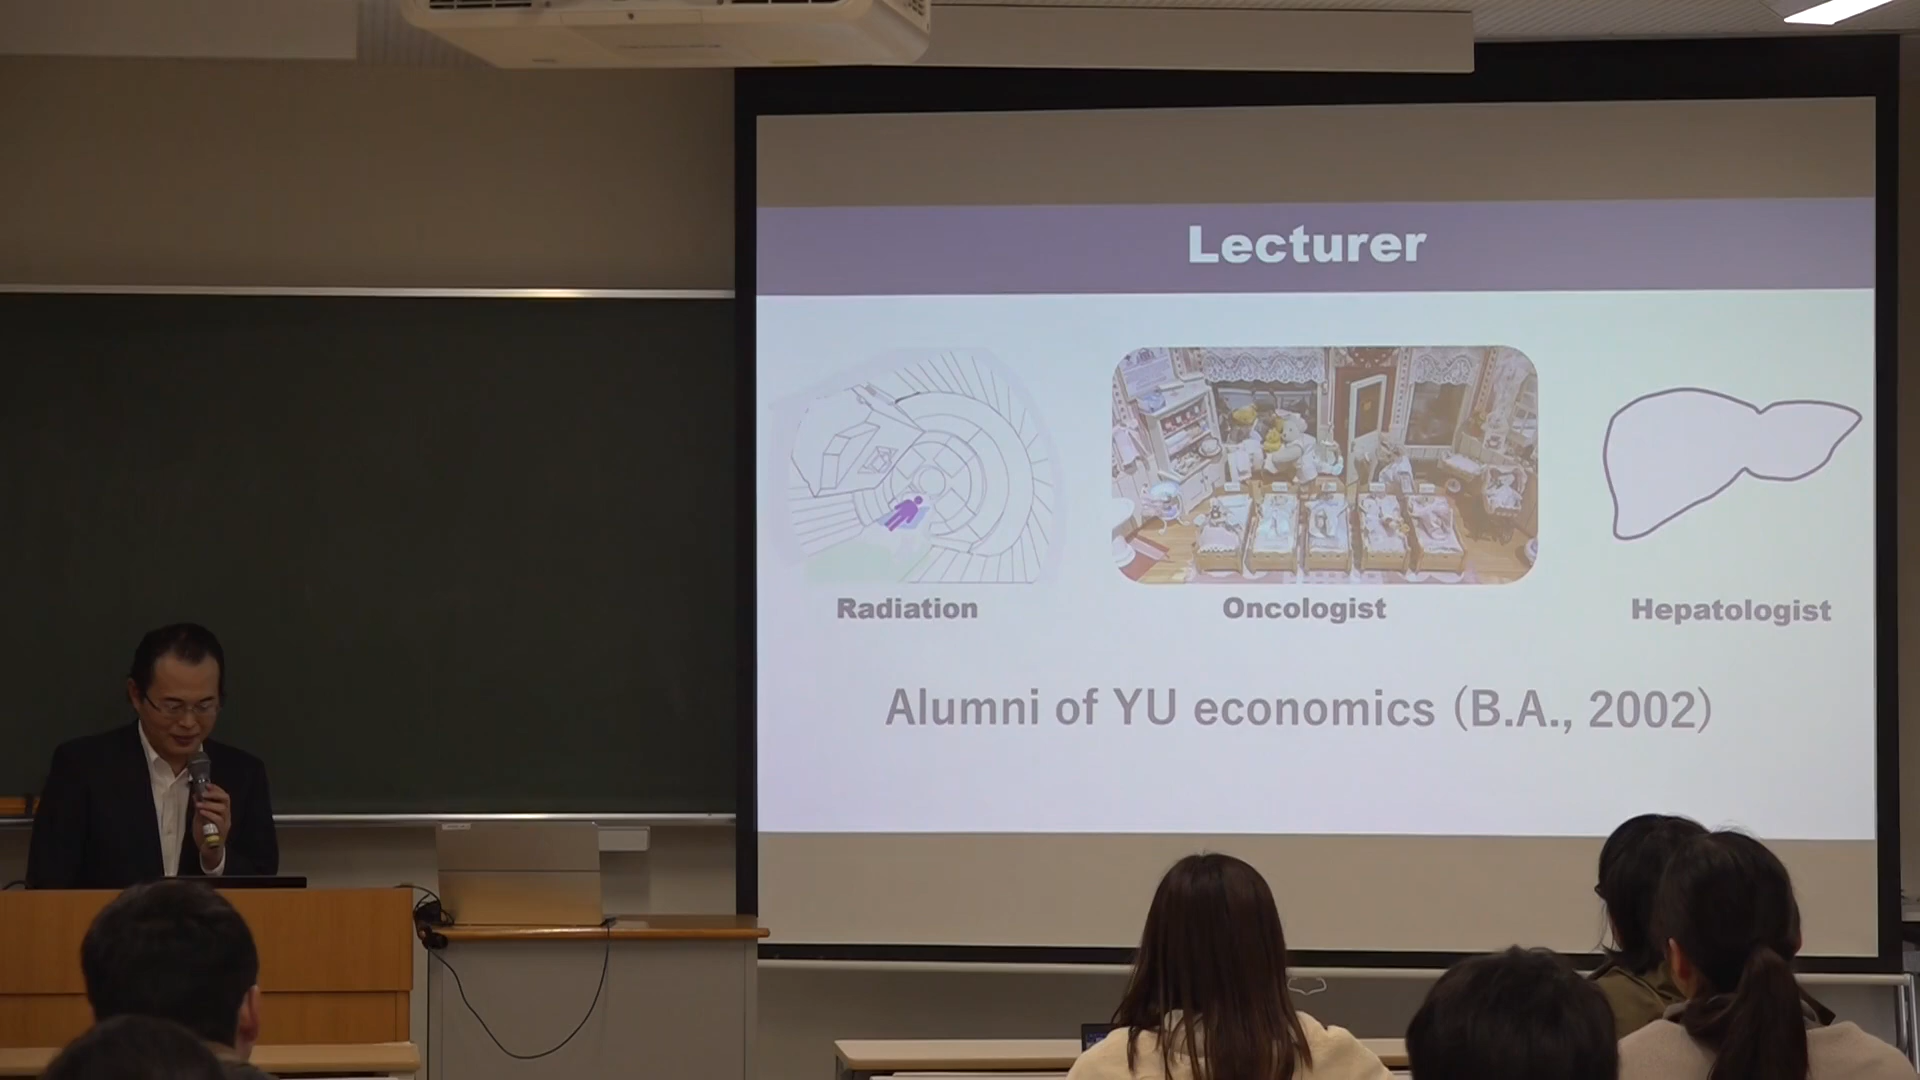 Lecturer
Radiation
Oncologist
Hepatologist
Alumni of YU economics (B.A., 2002)